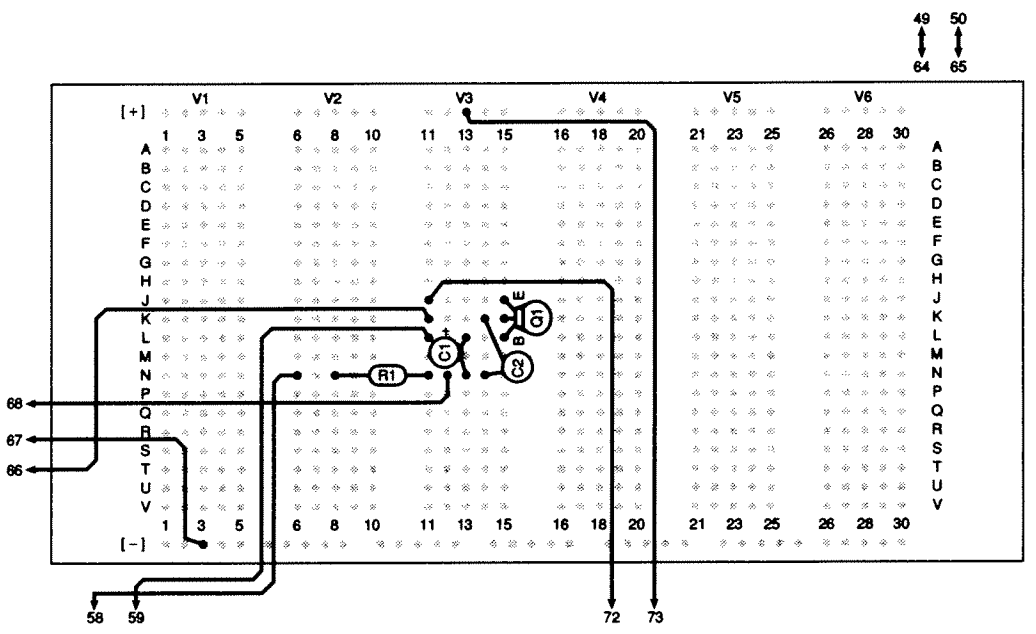 49 50
64 65
V1 V2 V3 V4 V5 V6
[+]
1 3 5 6 8 10 11 13 15 16 18 20 21 23 25 26 28 30
A A
B B
C C
D D
E E
F F
G G
H H
J E J
K Q1 K
L + B L
M C1 C2 M
N R1 N
P P
68
Q Q
67 R R
S S
66 T T
U U
V V
1 3 5 6 8 10 11 13 15 16 18 20 21 23 25 26 28 30
[-]
58 59 72 73